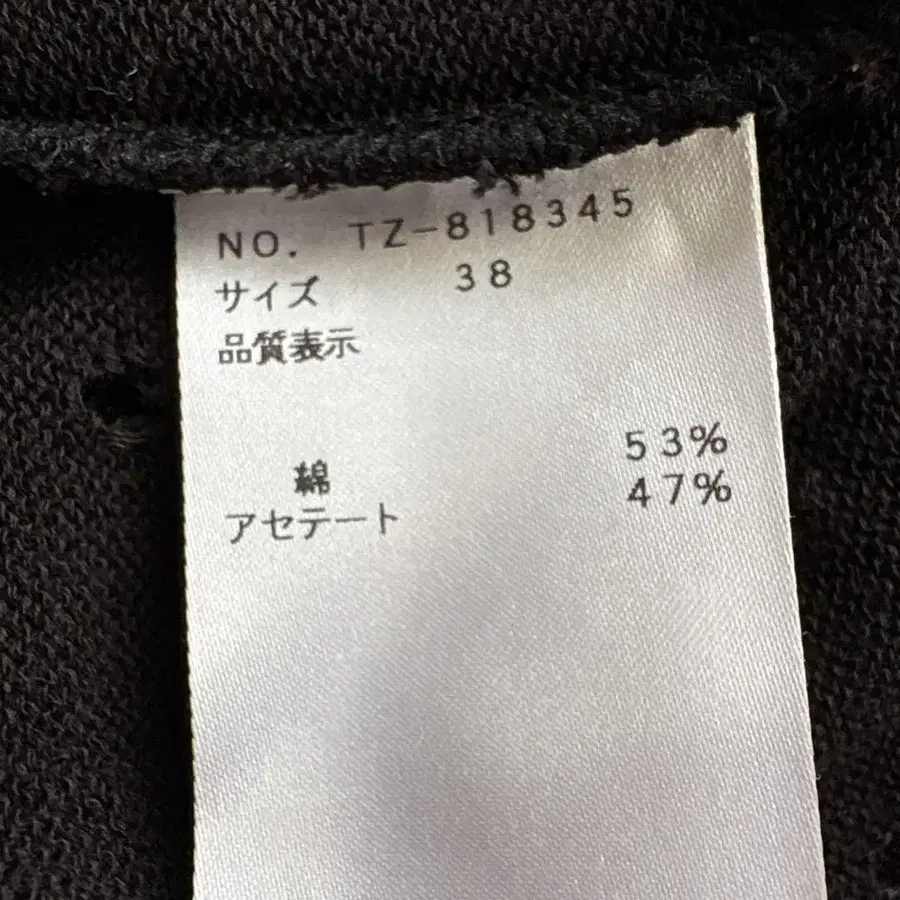 NO. TZ-818345
サイズ 38
品質表示
綿 53%
アセテート 47%